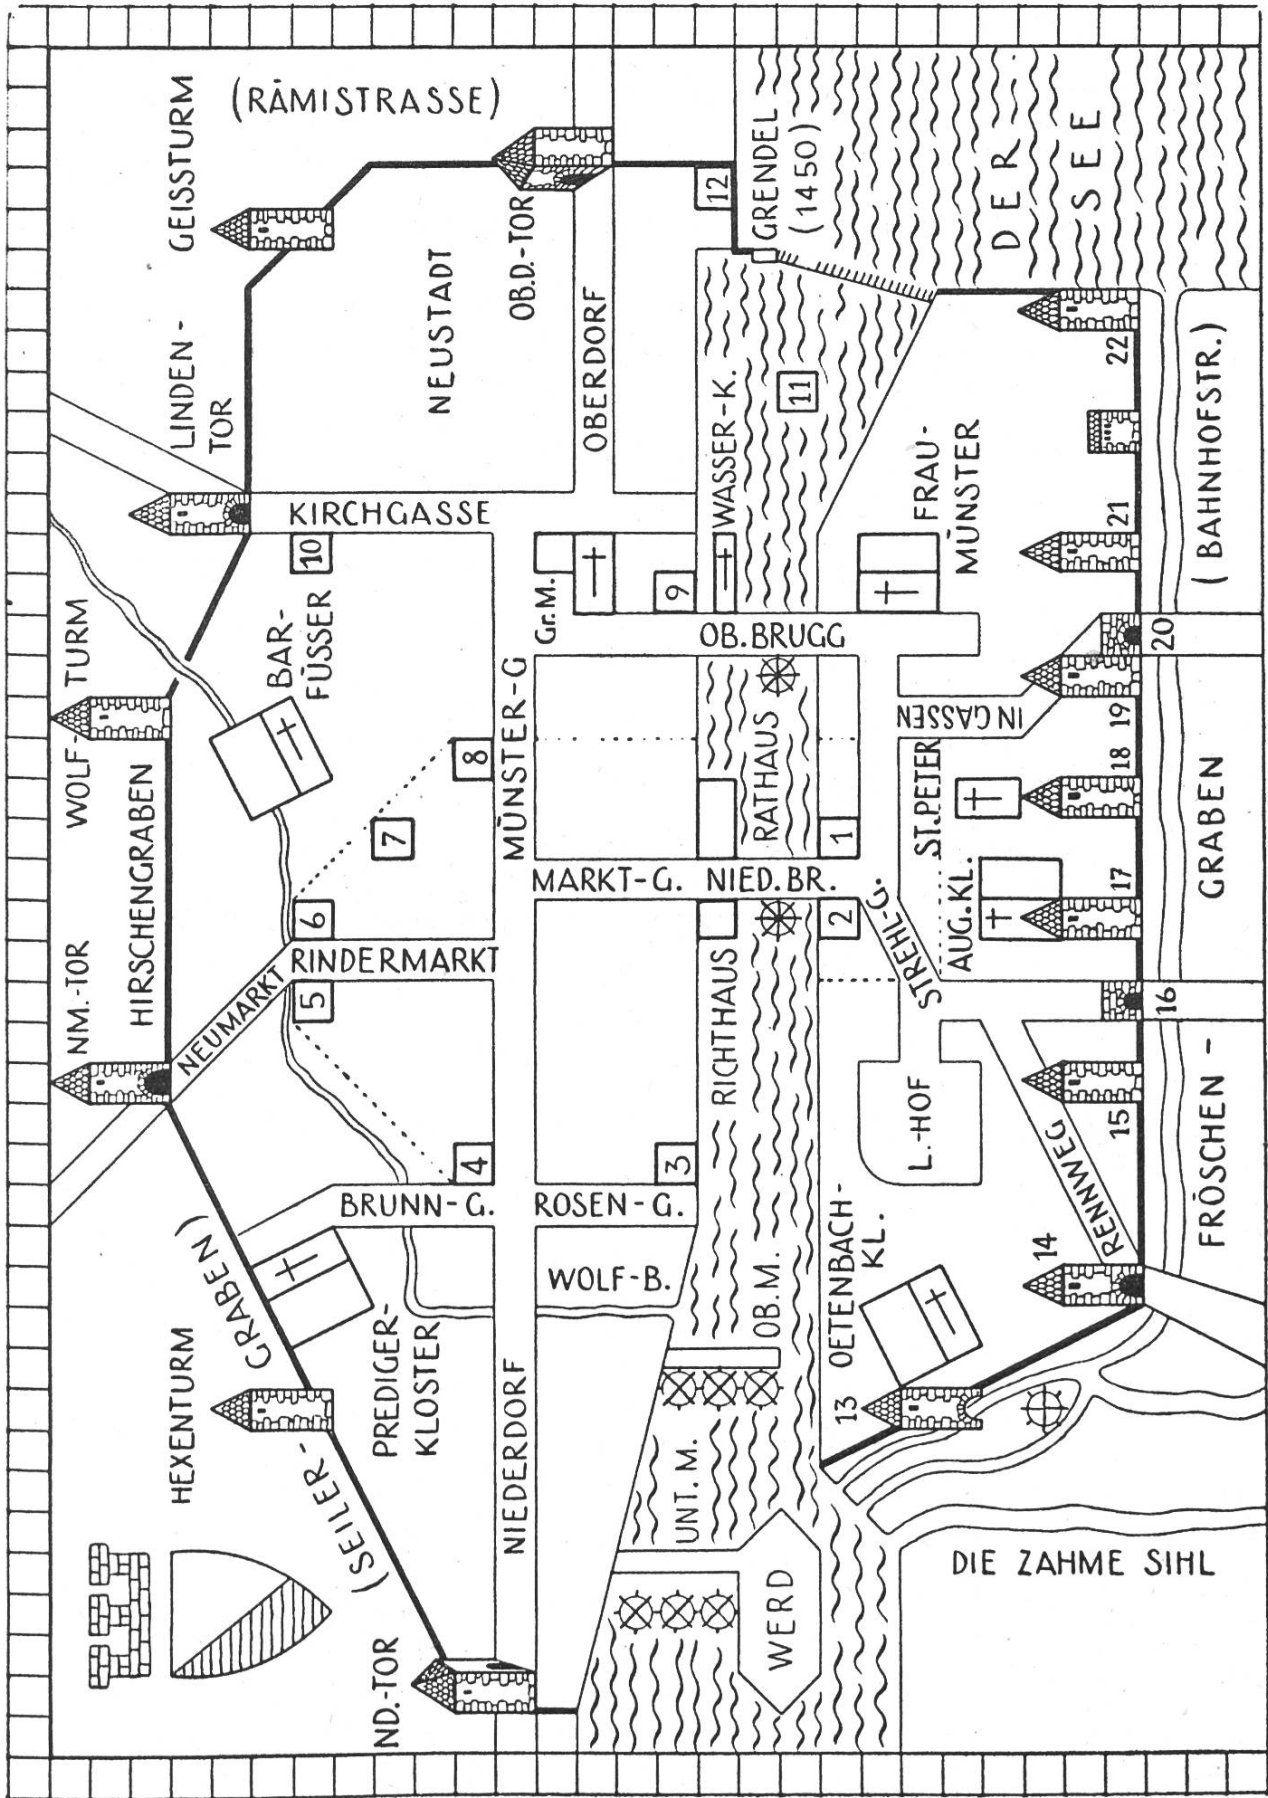 (RÄMISTRASSE)
GEISSTURM
LINDEN-
TOR
WOLF-TURM
HIRSCHENGRABEN
NM.-TOR
NEUMARKT
(SEILER-GRABEN)
HEXENTURM
ND.-TOR
NEUSTADT
OB.D.-TOR
OBERDORF
KIRCHGASSE
10
BAR-
FÜSSER
MÜNSTER-G
Gr.M.
9
8
7
6
RINDERMARKT
5
4
BRUNN-G.
ROSEN-G.
3
PREDIGER-
KLOSTER
NIEDERDORF
WOLF-B.
MARKT-G.
NIED.BR.
12
GRENDEL
(1450)
DER
SEE
11
WASSER-K.
OB.BRUGG
RATHAUS
1
2
RICHTHAUS
OB.M.
UNT. M.
WERD
FRAU-
MÜNSTER
IN GASSEN
ST.PETER
AUG.KL.
STREHL-G.
L.-HOF
RENNWEG
OETENBACH-
KL.
13
14
15
16
17
18
19
20
21
22
(BAHNHOFSTR.)
FRÖSCHEN-
GRABEN
DIE ZAHME SIHL